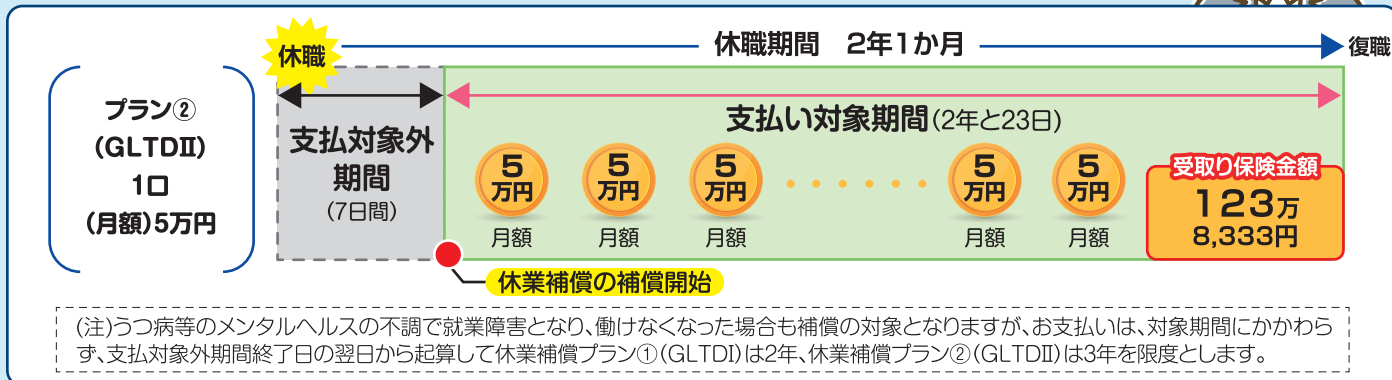 休職
休職期間 2年1か月
復職
プラン②
(GLTDⅡ)
1口
(月額)5万円
支払対象外
期間
(7日間)
支払い対象期間(2年と23日)
5
万円
月額
5
万円
月額
5
万円
月額
・・・・・・
5
万円
月額
5
万円
月額
受取り保険金額
123万
8,333円
休業補償の補償開始
(注)うつ病等のメンタルヘルスの不調で就業障害となり、働けなくなった場合も補償の対象となりますが、お支払いは、対象期間にかかわら
ず、支払対象外期間終了日の翌日から起算して休業補償プラン①(GLTDI)は2年、休業補償プラン②(GLTDⅡ)は3年を限度とします。